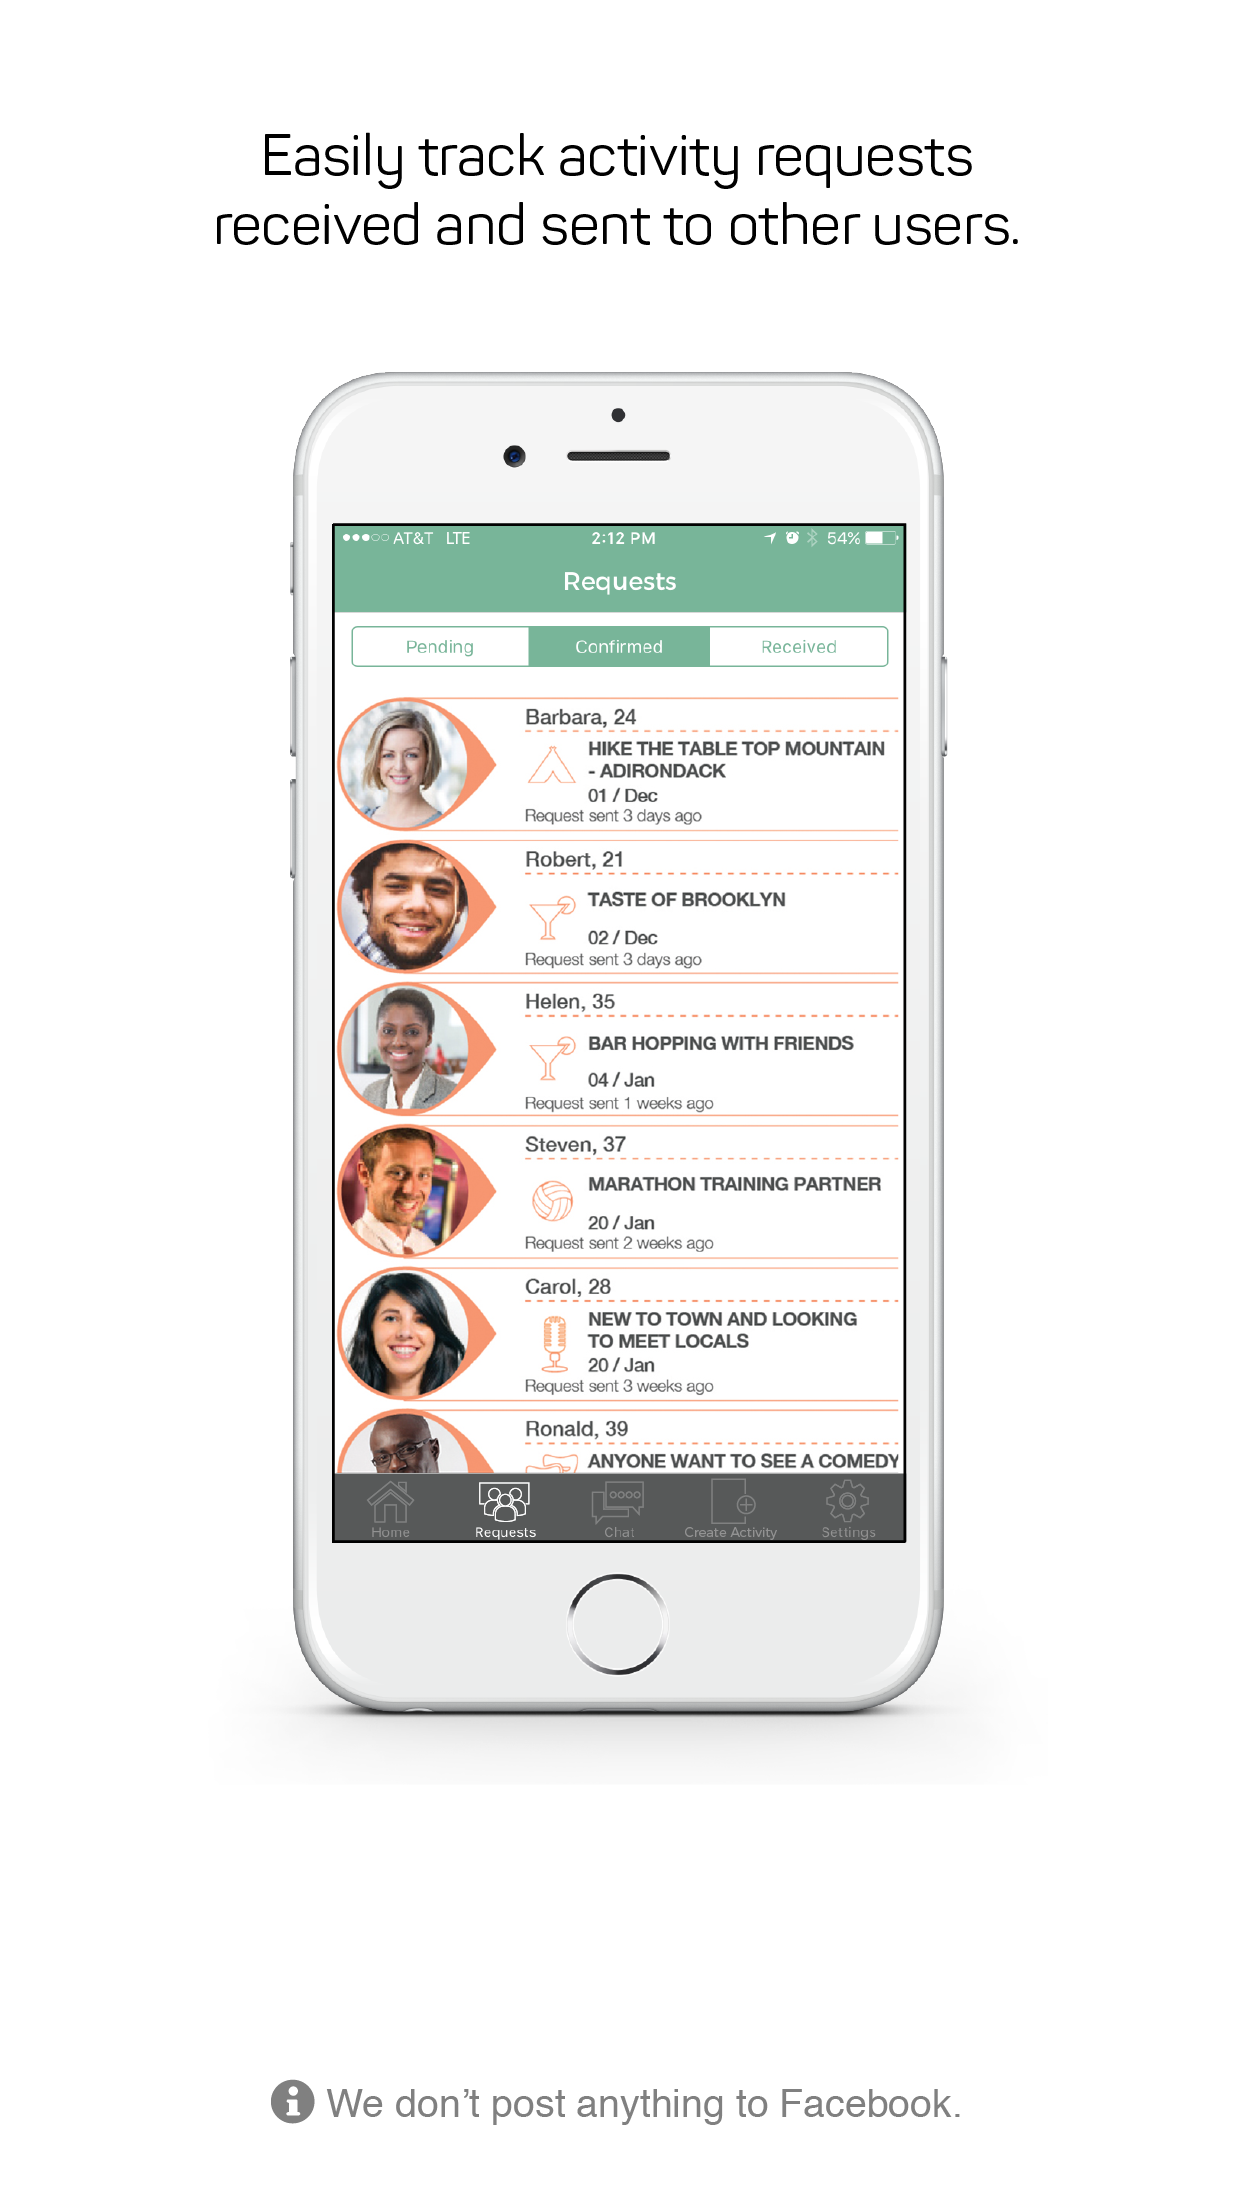 Easily track activity requests
received and sent to other users.
AT&T LTE 2:12 PM 54%
Requests
Pending Confirmed Received
Barbara, 24
HIKE THE TABLE TOP MOUNTAIN
- ADIRONDACK
01 / Dec
Request sent 3 days ago
Robert, 21
TASTE OF BROOKLYN
02 / Dec
Request sent 3 days ago
Helen, 35
BAR HOPPING WITH FRIENDS
04 / Jan
Request sent 1 weeks ago
Steven, 37
MARATHON TRAINING PARTNER
20 / Jan
Request sent 2 weeks ago
Carol, 28
NEW TO TOWN AND LOOKING
TO MEET LOCALS
20 / Jan
Request sent 3 weeks ago
Ronald, 39
ANYONE WANT TO SEE A COMEDY
Home Requests Chat Create Activity Settings
We don't post anything to Facebook.